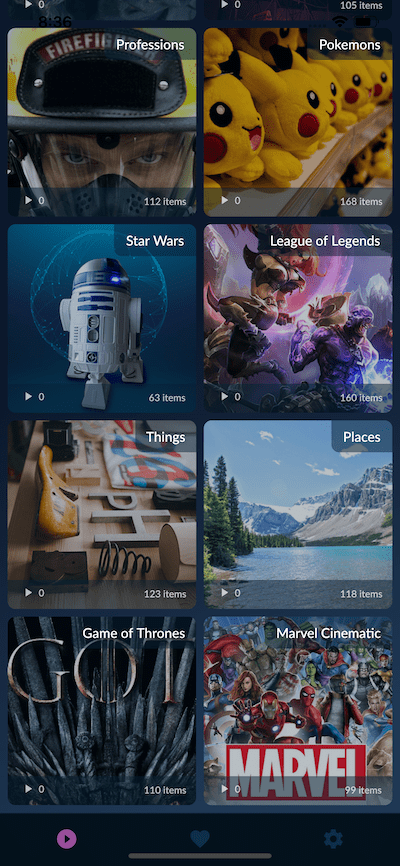 8:36
0
105 items
FIREFIGHTER
Professions
Pokemons
0
112 items
0
168 items
Star Wars
League of Legends
0
63 items
0
160 items
Things
Places
0
123 items
0
118 items
Game of Thrones
Marvel Cinematic
GOT
MARVEL
0
110 items
0
99 items